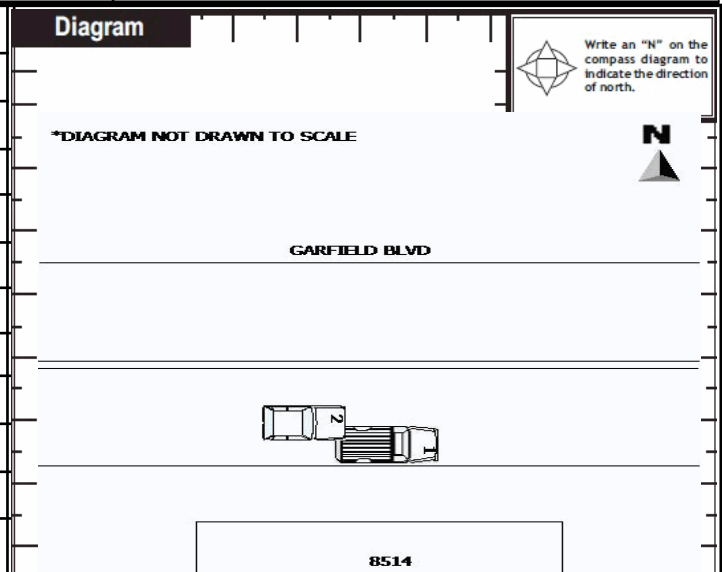 Diagram
Write an "N" on the
compass diagram to
indicate the direction
of north.
*DIAGRAM NOT DRAWN TO SCALE
N
GARFIELD BLVD
2
1
8514